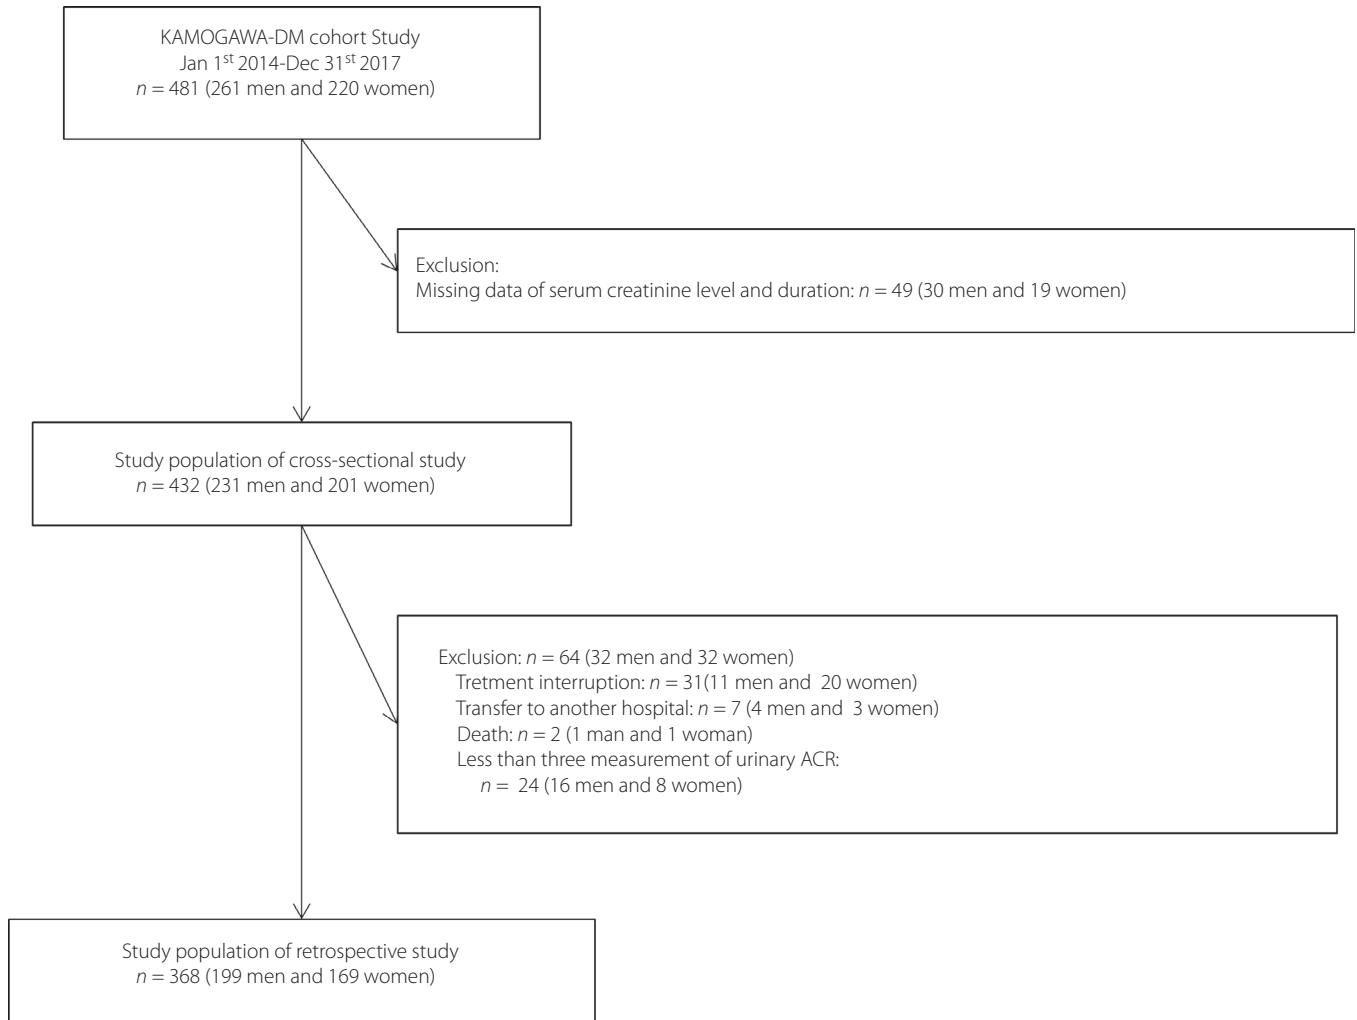 KAMOGAWA-DM cohort Study
Jan 1st 2014-Dec 31st 2017
n = 481 (261 men and 220 women)
Exclusion:
Missing data of serum creatinine level and duration: n = 49 (30 men and 19 women)
Study population of cross-sectional study
n = 432 (231 men and 201 women)
Exclusion: n = 64 (32 men and 32 women)
Tretment interruption: n = 31(11 men and 20 women)
Transfer to another hospital: n = 7 (4 men and 3 women)
Death: n = 2 (1 man and 1 woman)
Less than three measurement of urinary ACR:
n = 24 (16 men and 8 women)
Study population of retrospective study
n = 368 (199 men and 169 women)